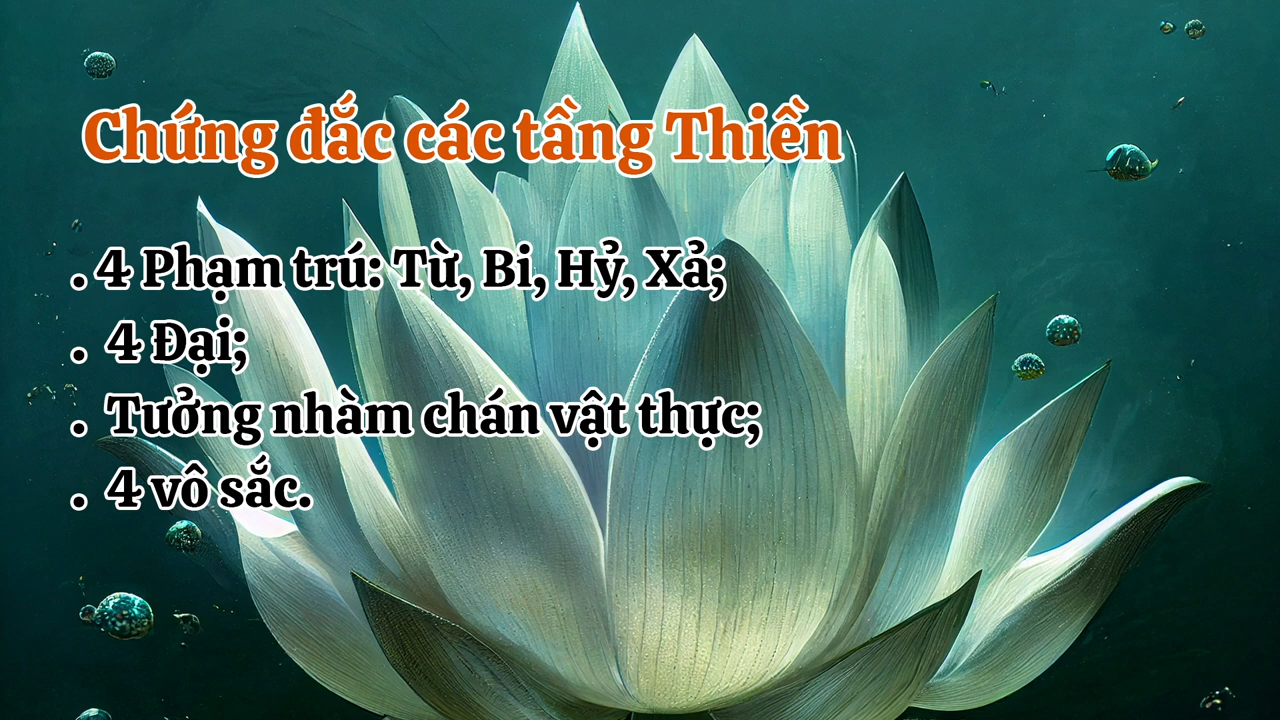 Chứng đắc các tầng Thiền
. 4 Phạm trú: Từ, Bi, Hỷ, Xả;
. 4 Đại;
. Tưởng nhàm chán vật thực;
. 4 vô sắc.